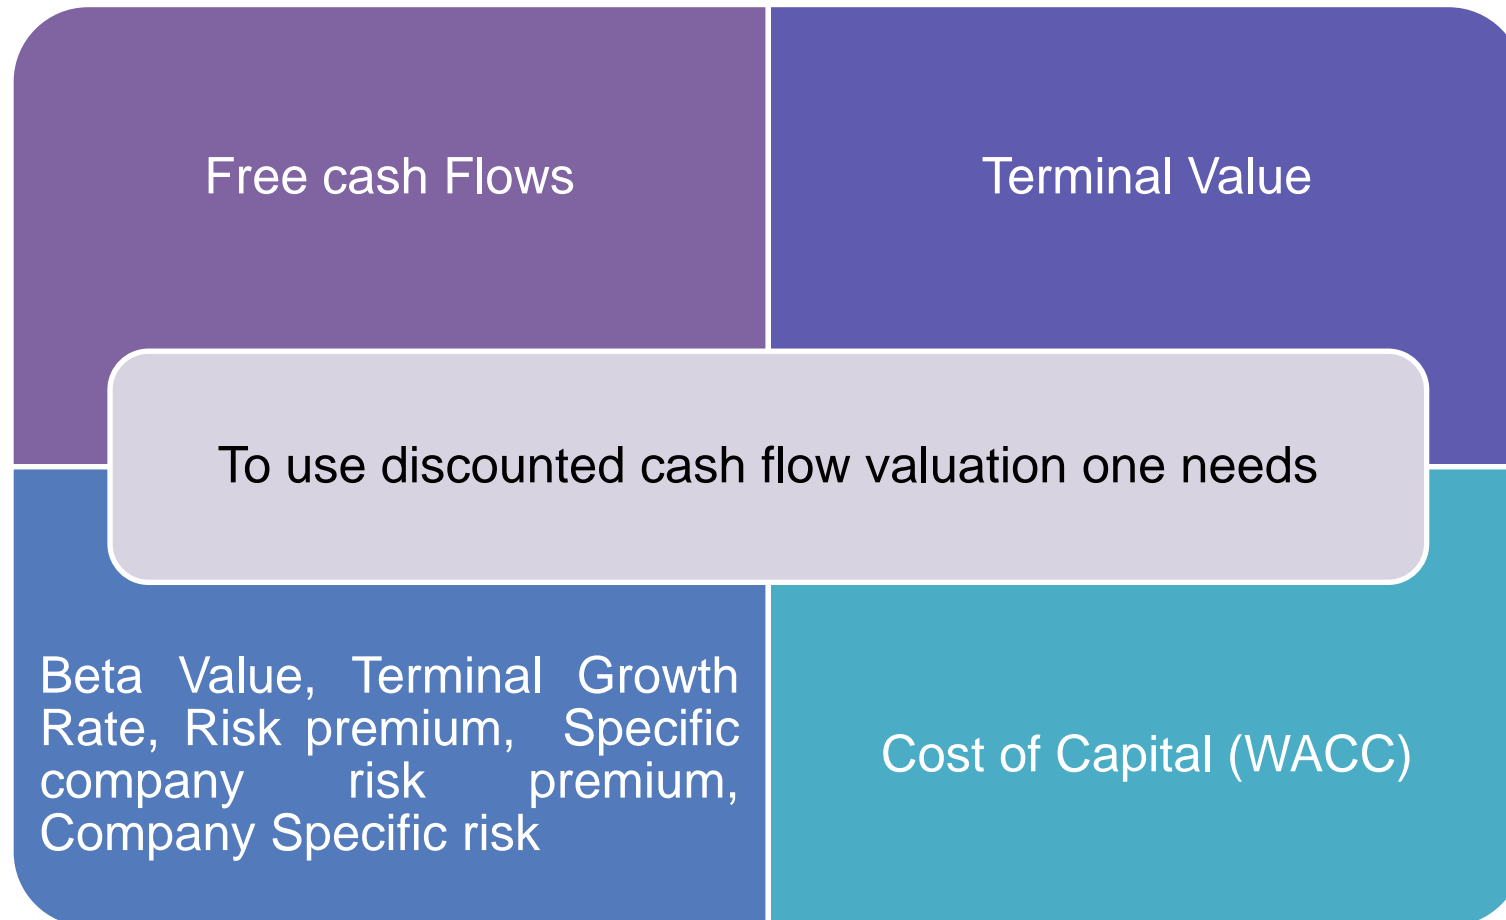 Free cash Flows
Terminal Value
To use discounted cash flow valuation one needs
Beta Value, Terminal Growth
Rate, Risk premium, Specific
company risk premium,
Company Specific risk
Cost of Capital (WACC)